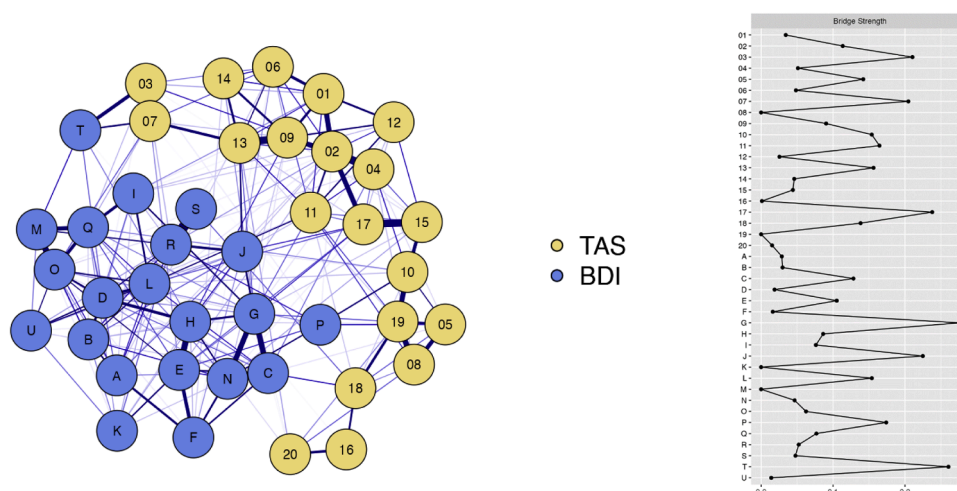 06
14
03
01
07
12
T
09
13
02
04
I
S
11
M
Q
17
15
R
J
O
10
L
D
G
H
P
19
05
U
B
08
E
A
N
C
18
K
F
16
20
TAS
BDI
Bridge Strength
01
02
03
04
05
06
07
08
09
10
11
12
13
14
15
16
17
18
19
20
A
B
C
D
E
F
G
H
I
J
K
L
M
N
O
P
Q
R
S
T
U